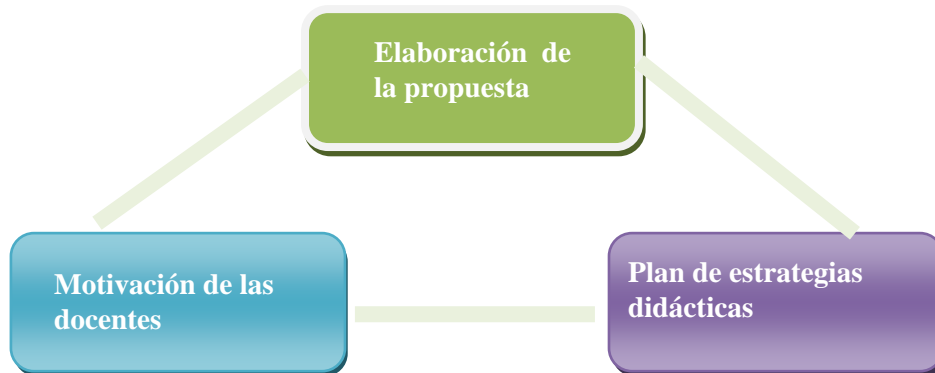 Elaboración de
la propuesta
Motivación de las
docentes
Plan de estrategias
didácticas